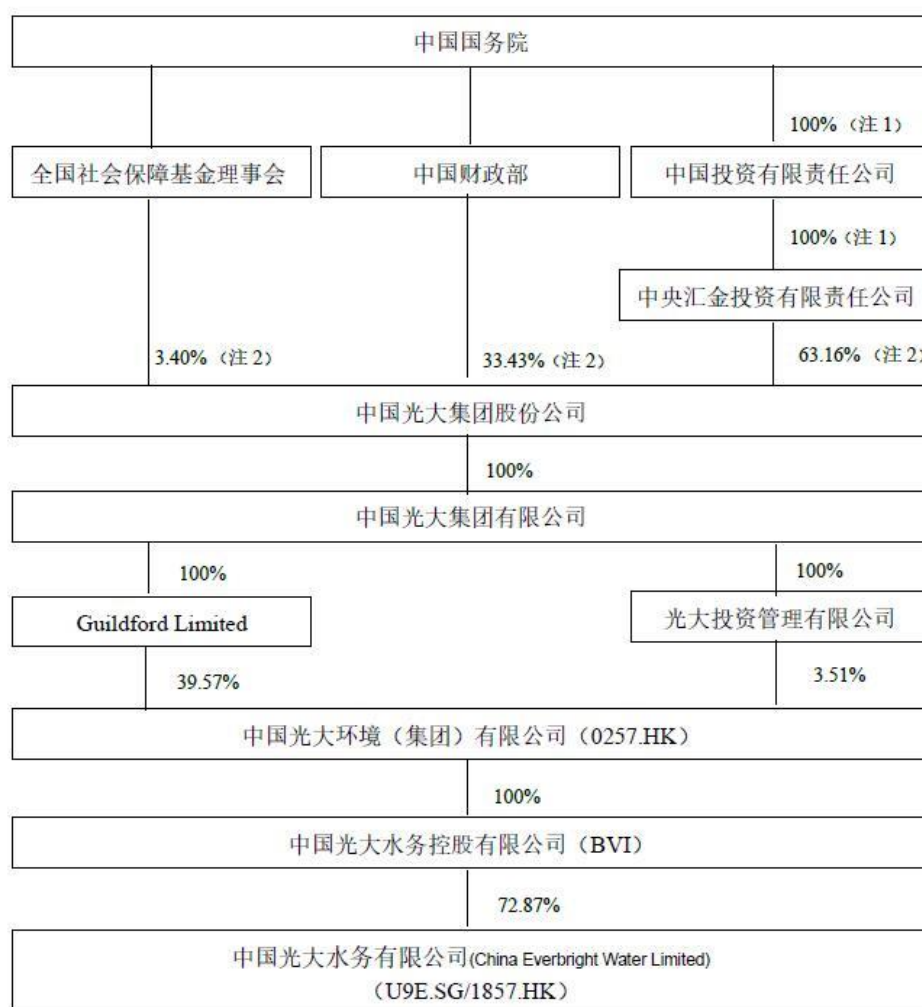 中国国务院
100%（注 1）
全国社会保障基金理事会
中国财政部
中国投资有限责任公司
100%（注 1）
中央汇金投资有限责任公司
3.40%（注 2）
33.43%（注 2）
63.16%（注 2）
中国光大集团股份公司
100%
中国光大集团有限公司
100%
100%
Guildford Limited
光大投资管理有限公司
39.57%
3.51%
中国光大环境（集团）有限公司（0257.HK）
100%
中国光大水务控股有限公司（BVI）
72.87%
中国光大水务有限公司(China Everbright Water Limited)
（U9E.SG/1857.HK）